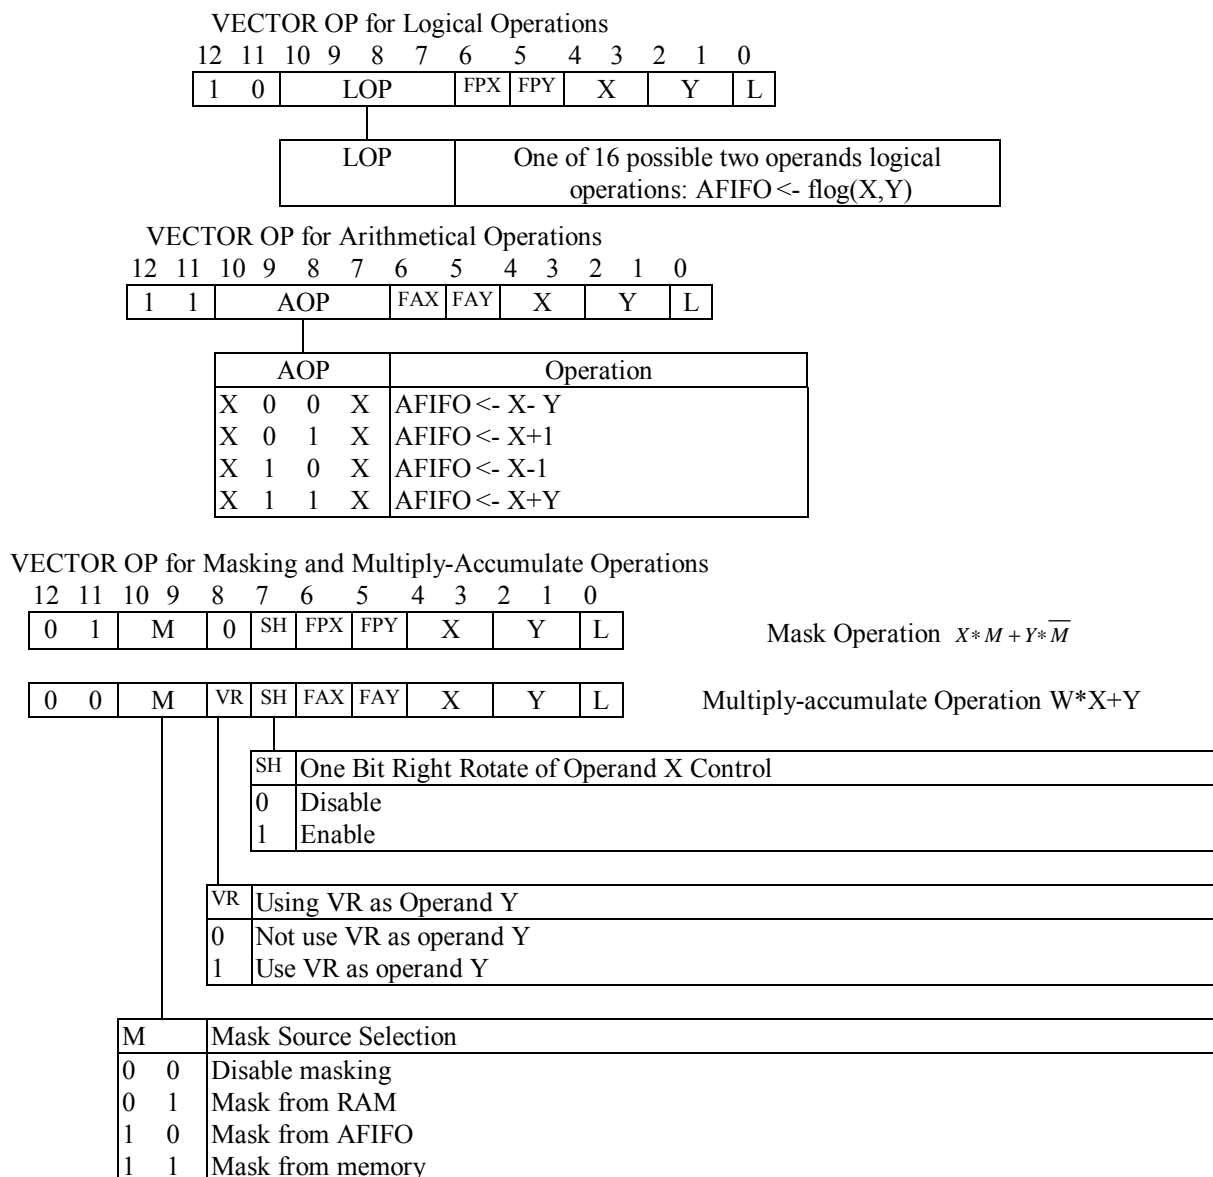 VECTOR OP for Logical Operations
12 11 10 9 8 7 6 5 4 3 2 1 0
1 0 LOP FPX FPY X Y L
LOP One of 16 possible two operands logical
operations: AFIFO <- flog(X,Y)
VECTOR OP for Arithmetical Operations
12 11 10 9 8 7 6 5 4 3 2 1 0
1 1 AOP FAX FAY X Y L
AOP Operation
X 0 0 X AFIFO <- X- Y
X 0 1 X AFIFO <- X+1
X 1 0 X AFIFO <- X-1
X 1 1 X AFIFO <- X+Y
VECTOR OP for Masking and Multiply-Accumulate Operations
12 11 10 9 8 7 6 5 4 3 2 1 0
0 1 M 0 SH FPX FPY X Y L Mask Operation X*M+Y*M̅
0 0 M VR SH FAX FAY X Y L Multiply-accumulate Operation W*X+Y
SH One Bit Right Rotate of Operand X Control
0 Disable
1 Enable
VR Using VR as Operand Y
0 Not use VR as operand Y
1 Use VR as operand Y
M Mask Source Selection
0 0 Disable masking
0 1 Mask from RAM
1 0 Mask from AFIFO
1 1 Mask from memory